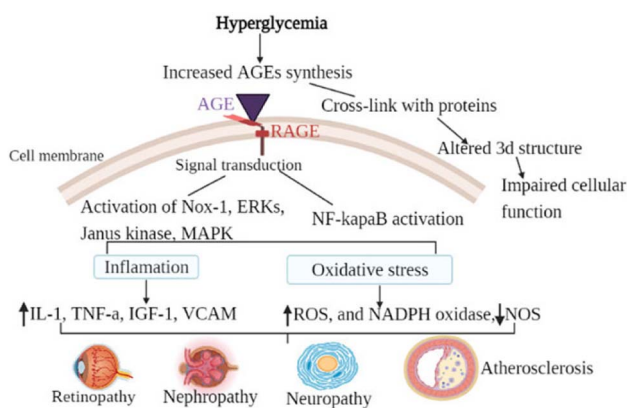 Hyperglycemia
Increased AGEs synthesis
AGE
Cross-link with proteins
RAGE
Altered 3d structure
Cell membrane
Signal transduction
Impaired cellular
function
Activation of Nox-1, ERKs,
Janus kinase, MAPK
NF-kapaB activation
Inflamation
Oxidative stress
IL-1, TNF-a, IGF-1, VCAM
ROS, and NADPH oxidase, NOS
Retinopathy
Nephropathy
Neuropathy
Atherosclerosis